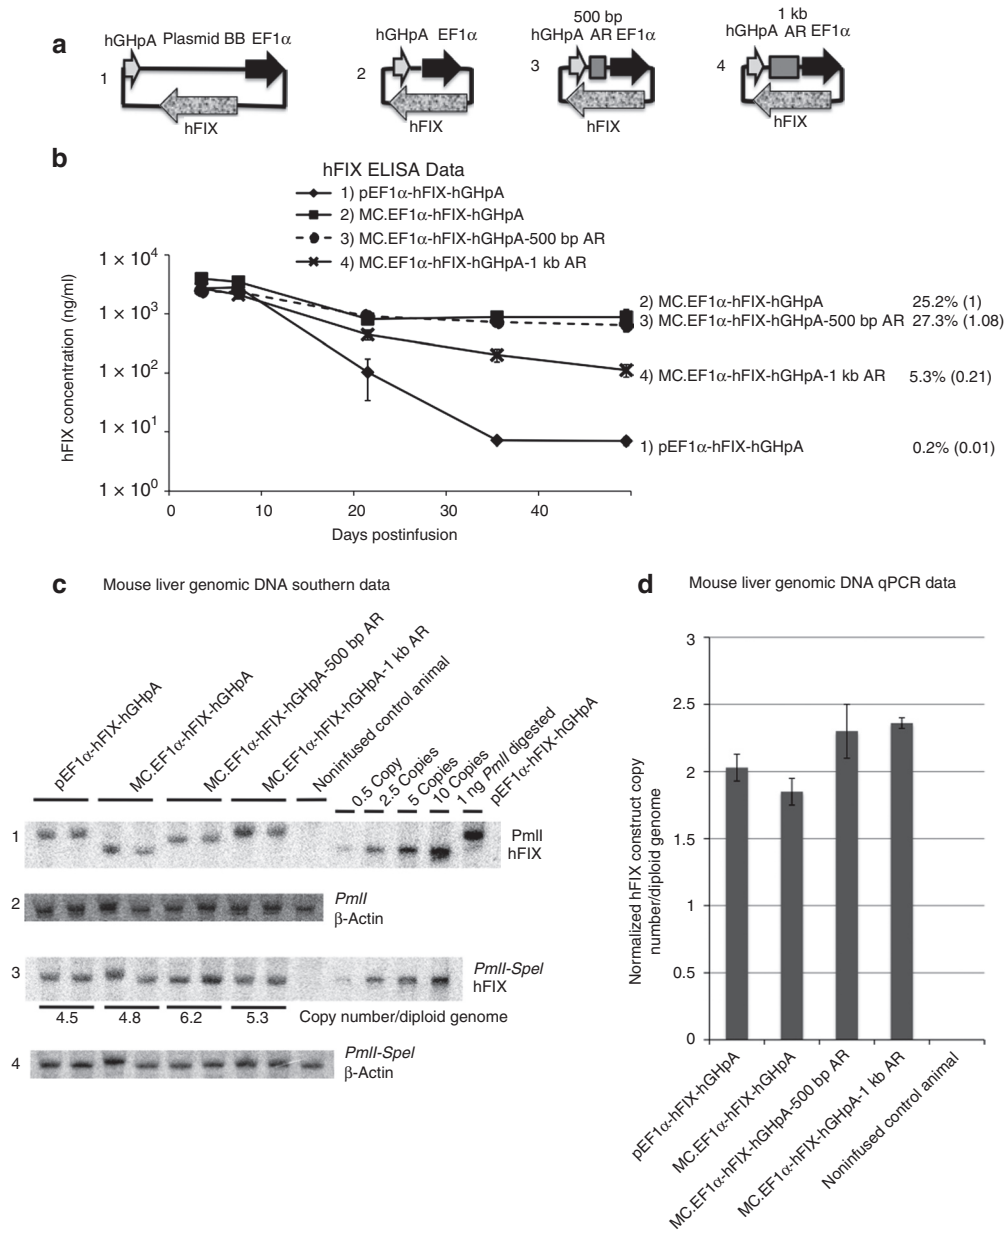 a
hGHpA Plasmid BB EF1α
1
hFIX
hGHpA EF1α
2
hFIX
500 bp
hGHpA AR EF1α
3
hFIX
1 kb
hGHpA AR EF1α
4
hFIX
b
hFIX ELISA Data
1) pEF1α-hFIX-hGHpA
2) MC.EF1α-hFIX-hGHpA
3) MC.EF1α-hFIX-hGHpA-500 bp AR
4) MC.EF1α-hFIX-hGHpA-1 kb AR
hFIX concentration (ng/ml)
1 × 10⁴
1 × 10³
1 × 10²
1 × 10¹
1 × 10⁰
0 10 20 30 40
Days postinfusion
2) MC.EF1α-hFIX-hGHpA 25.2% (1)
3) MC.EF1α-hFIX-hGHpA-500 bp AR 27.3% (1.08)
4) MC.EF1α-hFIX-hGHpA-1 kb AR 5.3% (0.21)
1) pEF1α-hFIX-hGHpA 0.2% (0.01)
c
Mouse liver genomic DNA southern data
pEF1α-hFIX-hGHpA
MC.EF1α-hFIX-hGHpA
MC.EF1α-hFIX-hGHpA-500 bp AR
MC.EF1α-hFIX-hGHpA-1 kb AR
Noninfused control animal
0.5 Copy
2.5 Copies
5 Copies
10 Copies
1 ng PmlI digested
pEF1α-hFIX-hGHpA
1
PmlI
hFIX
2
PmlI
β-Actin
3
PmlI-SpeI
hFIX
4.5 4.8 6.2 5.3 Copy number/diploid genome
4
PmlI-SpeI
β-Actin
d
Mouse liver genomic DNA qPCR data
Normalized hFIX construct copy
number/diploid genome
3
2.5
2
1.5
1
0.5
0
pEF1α-hFIX-hGHpA
MC.EF1α-hFIX-hGHpA
MC.EF1α-hFIX-hGHpA-500 bp AR
MC.EF1α-hFIX-hGHpA-1 kb AR
Noninfused control animal